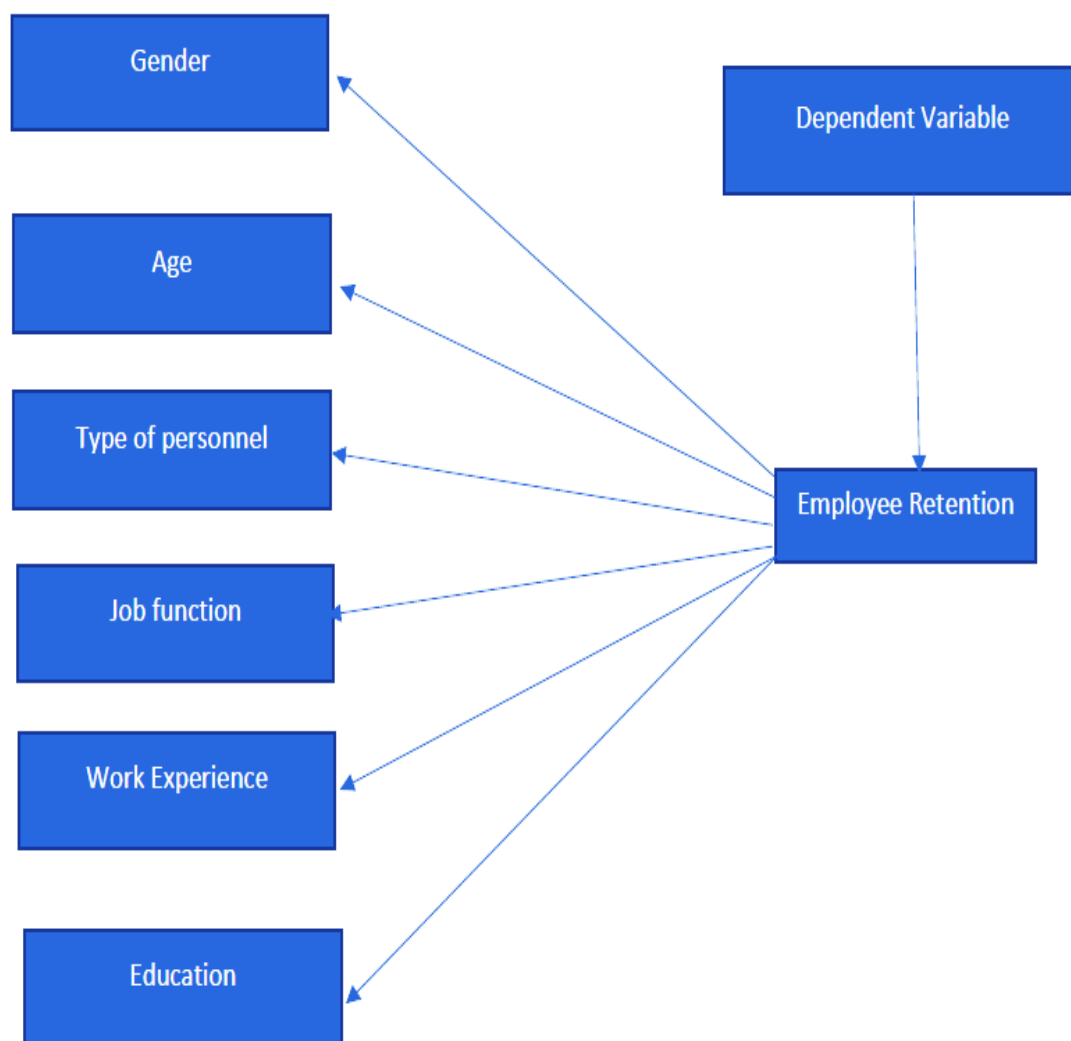 Gender
Dependent Variable
Age
Type of personnel
Employee Retention
Job function
Work Experience
Education